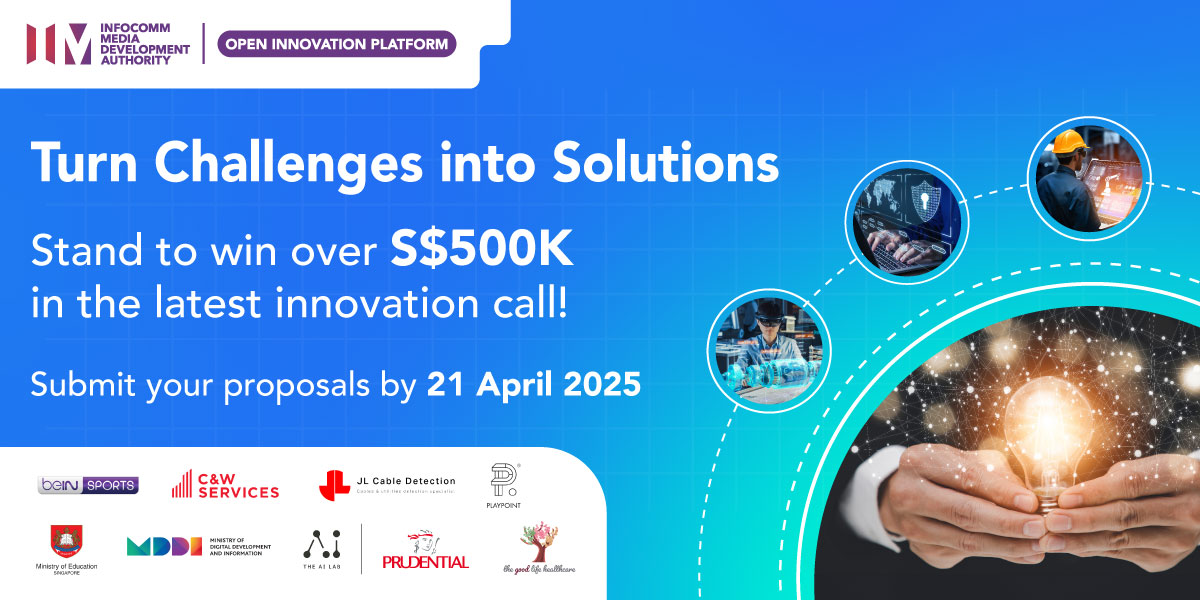 INFOCOMM
MEDIA
DEVELOPMENT
AUTHORITY
OPEN INNOVATION PLATFORM
Turn Challenges into Solutions
Stand to win over S$500K
in the latest innovation call!
Submit your proposals by 21 April 2025
beIN SPORTS
C&W
SERVICES
JL Cable Detection
PLAYPOINT
Ministry of Education
SINGAPORE
MDDI
MINISTRY OF
DIGITAL DEVELOPMENT
AND INFORMATION
AI
THE AI LAB
PRUDENTIAL
the good life healthcare